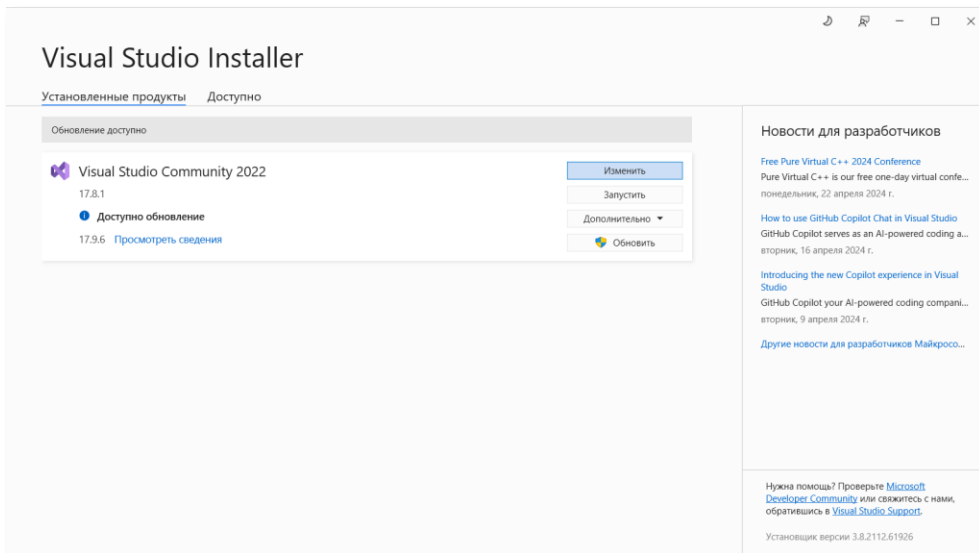 Visual Studio Installer
Установленные продукты Доступно
Обновление доступно
Visual Studio Community 2022
17.8.1
Доступно обновление
17.9.6 Просмотреть сведения
Изменить
Запустить
Дополнительно
Обновить
Новости для разработчиков
Free Pure Virtual C++ 2024 Conference
Pure Virtual C++ is our free one-day virtual confe...
понедельник, 22 апреля 2024 г.
How to use GitHub Copilot Chat in Visual Studio
GitHub Copilot serves as an AI-powered coding a...
вторник, 16 апреля 2024 г.
Introducing the new Copilot experience in Visual
Studio
GitHub Copilot your AI-powered coding compani...
вторник, 9 апреля 2024 г.
Другие новости для разработчиков Майкросо...
Нужна помощь? Проверьте Microsoft
Developer Community или свяжитесь с нами,
обратившись в Visual Studio Support.
Установщик версии 3.8.2112.61926